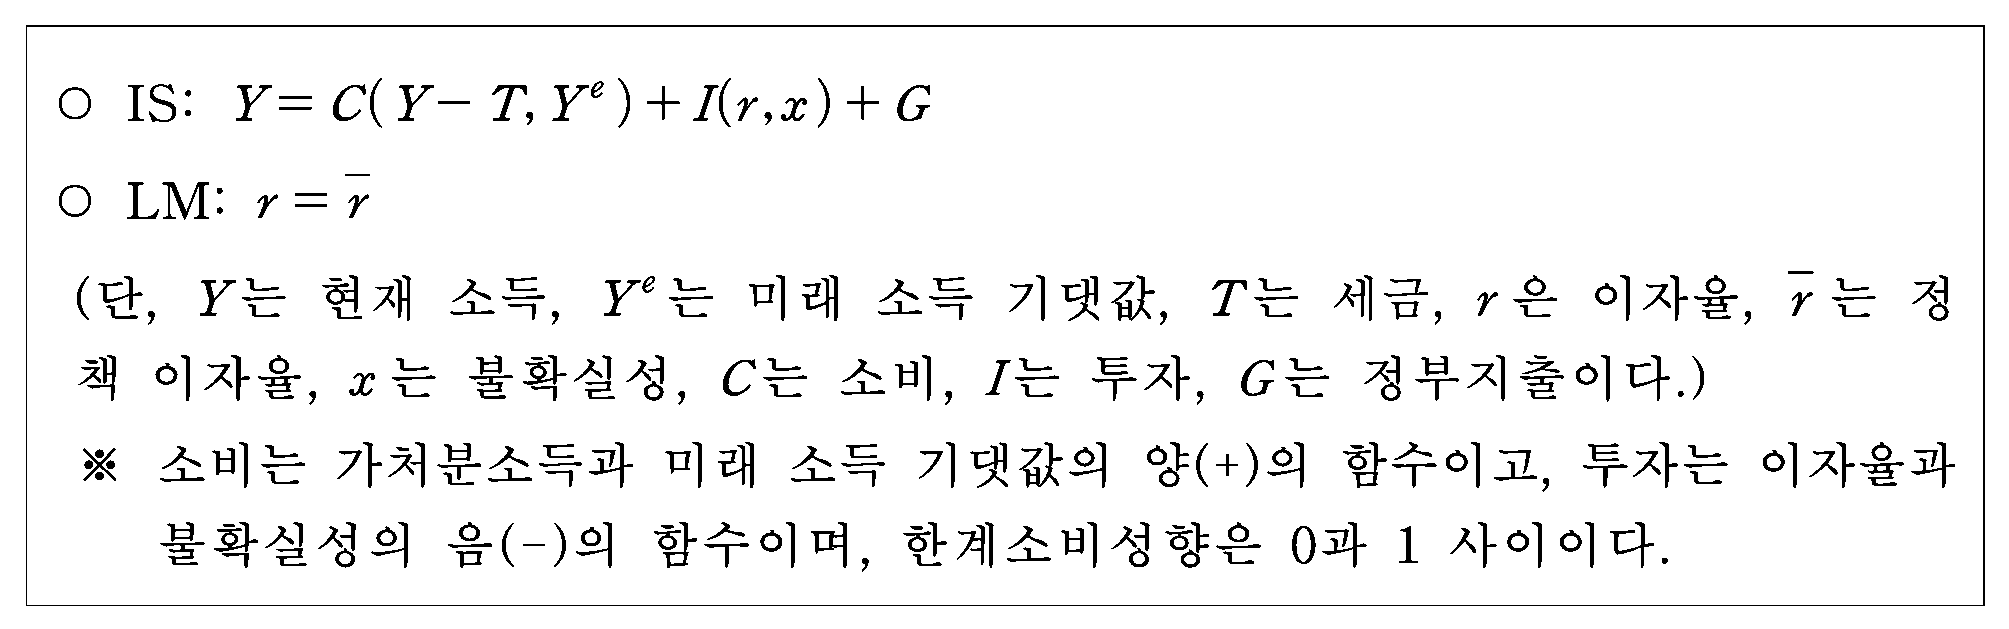 ○ IS: Y = C(Y − T, Yᵉ) + I(r, x) + G
○ LM: r = r̅
(단, Y는 현재 소득, Yᵉ는 미래 소득 기댓값, T는 세금, r은 이자율, r̅는 정
책 이자율, x는 불확실성, C는 소비, I는 투자, G는 정부지출이다.)
※ 소비는 가처분소득과 미래 소득 기댓값의 양(+)의 함수이고, 투자는 이자율과
불확실성의 음(−)의 함수이며, 한계소비성향은 0과 1 사이이다.